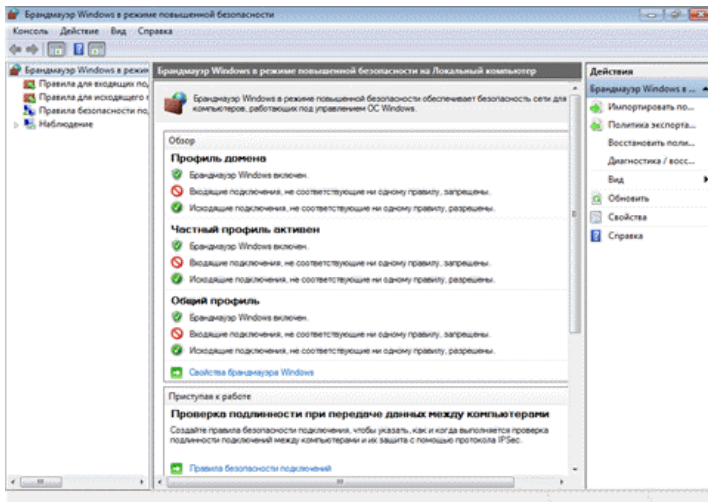 Брандмауэр Windows в режиме повышенной безопасности
Консоль Действие Вид Справка
Брандмауэр Windows в режим
Правила для входящих по,
Правила для исходящего г
Правила безопасности по,
Наблюдение
Брандмауэр Windows в режиме повышенной безопасности на Локальный компьютер
Брандмауэр Windows в режиме повышенной безопасности обеспечивает безопасность сети для
компьютеров, работающих под управлением ОС Windows.
Обзор
Профиль домена
Брандмауэр Windows включен.
Входящие подключения, не соответствующие ни одному правилу, запрещены.
Исходящие подключения, не соответствующие ни одному правилу, разрешены.
Частный профиль активен
Брандмауэр Windows включен.
Входящие подключения, не соответствующие ни одному правилу, запрещены.
Исходящие подключения, не соответствующие ни одному правилу, разрешены.
Общий профиль
Брандмауэр Windows включен.
Входящие подключения, не соответствующие ни одному правилу, запрещены.
Исходящие подключения, не соответствующие ни одному правилу, разрешены.
Свойства брандмауэра Windows
Приступая к работе
Проверка подлинности при передаче данных между компьютерами
Создайте правила безопасности подключения, чтобы указать, как и когда выполняется проверка
подлинности подключений между компьютерами и их защита с помощью протокола IPSec.
Правила безопасности подключений
Действия
Брандмауэр Windows в ...
Импортировать по...
Политика экспорта...
Восстановить поли...
Диагностика / восс...
Вид
Обновить
Свойства
Справка